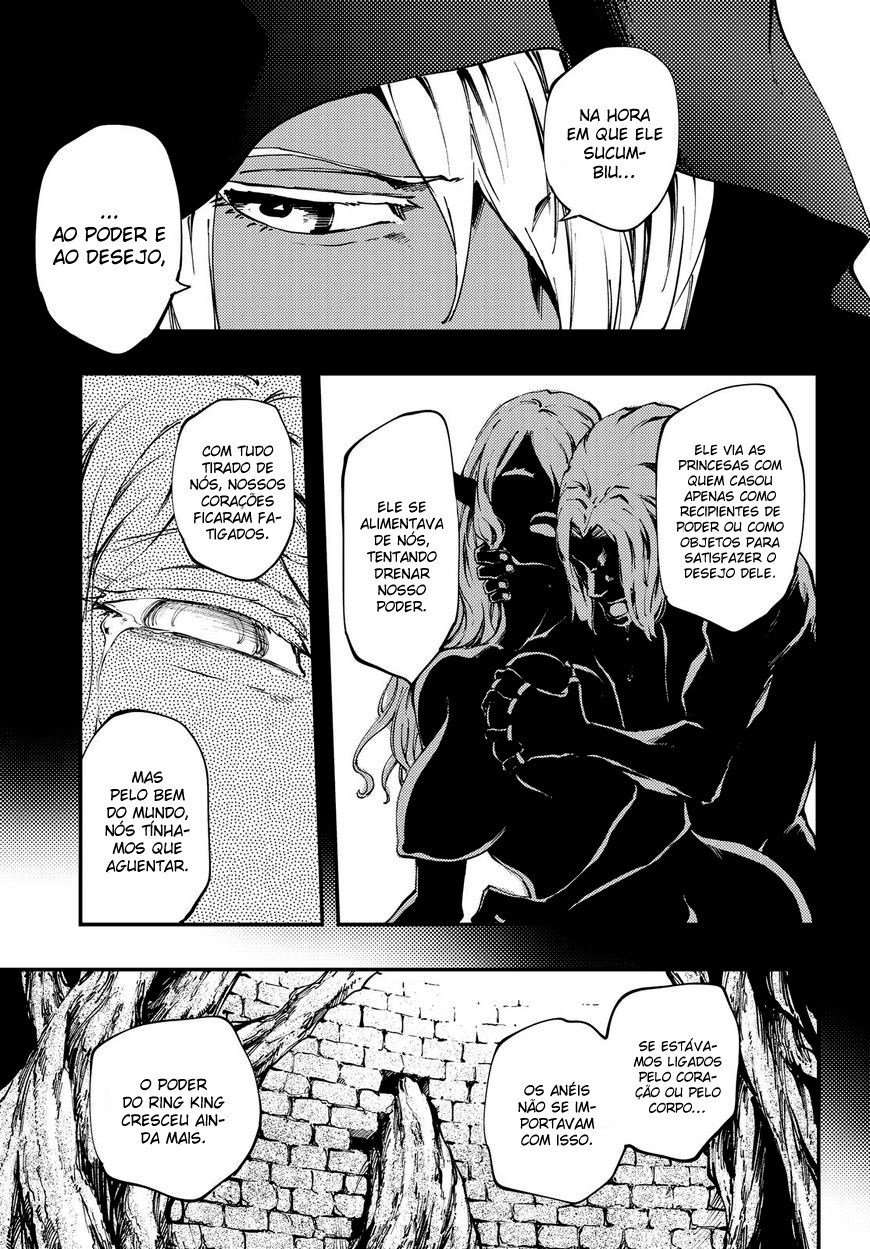 NA HORA
EM QUE ELE
SUCUM-
BIU...
...
AO PODER E
AO DESEJO,
ELE VIA AS
PRINCESAS COM
QUEM CASOU
APENAS COMO
RECIPIENTES DE
PODER OU COMO
OBJETOS PARA
SATISFAZER O
DESEJO DELE.
ELE SE
ALIMENTAVA
DE NÓS,
TENTANDO
DRENAR
NOSSO
PODER.
COM TUDO
TIRADO DE
NÓS, NOSSOS
CORAÇÕES
FICARAM FA-
TIGADOS.
MAS
PELO BEM
DO MUNDO,
NÓS TÍNHA-
MOS QUE
AGUENTAR.
SE ESTÁVA-
MOS LIGADOS
PELO CORA-
ÇÃO OU PELO
CORPO...
OS ANÉIS
NÃO SE IM-
PORTAVAM
COM ISSO.
O PODER
DO RING KING
CRESCEU AIN-
DA MAIS.